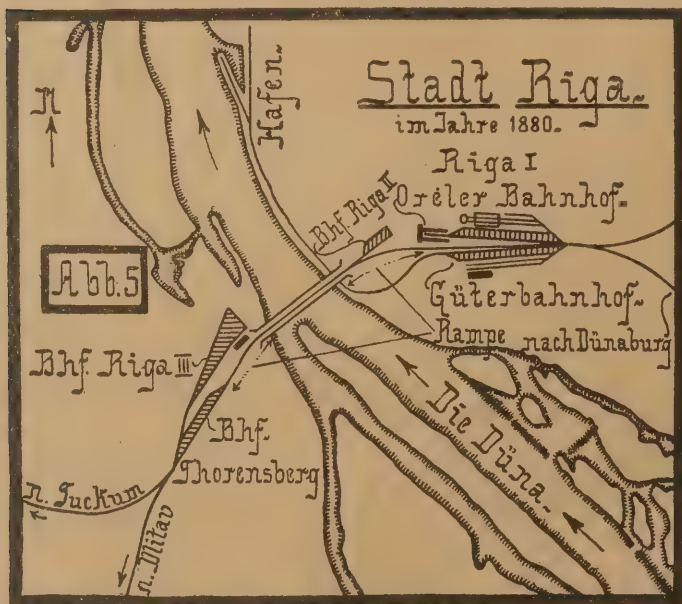 Stadt Riga.
im Jahre 1880.
N
Hafen.
Riga I
Oréler Bahnhof.
Bhf. Riga II
Abb. 5
Güterbahnhof.
Rampe
nach Dünaburg
Bhf. Riga III
Die Düna.
Bhf.
Thorensberg
n. Tuckum
n. Mitav